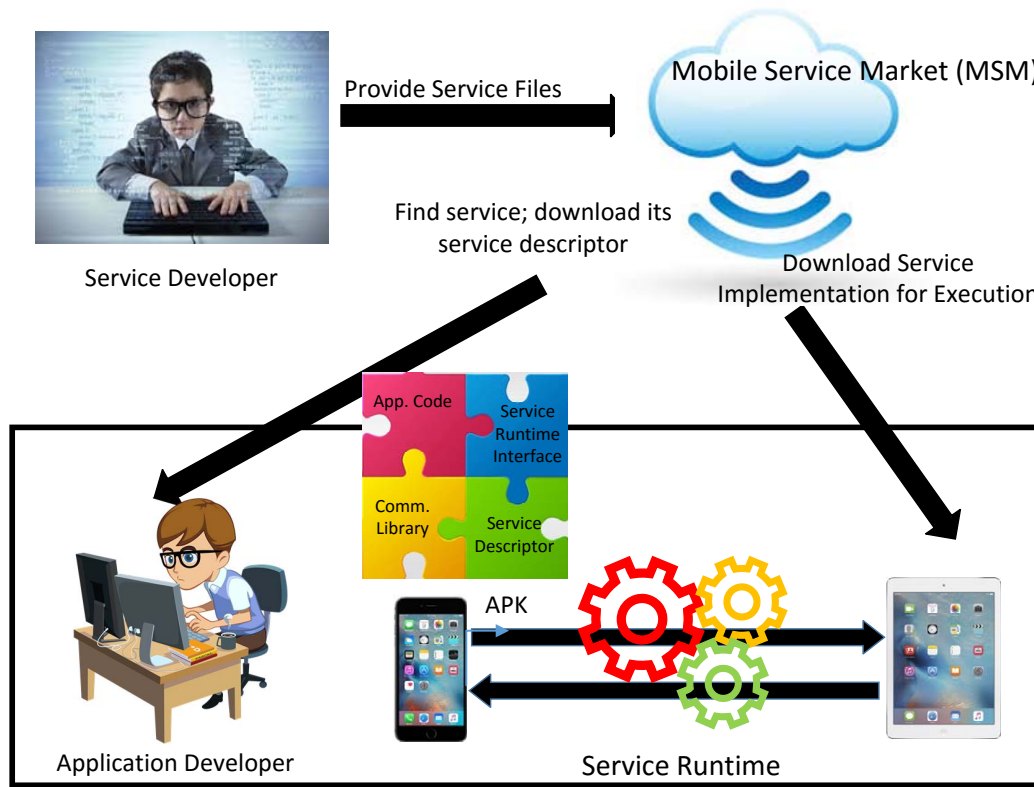 Mobile Service Market (MSM)
Provide Service Files
Find service; download its
service descriptor
Service Developer
Download Service
Implementation for Execution
App. Code
Service
Runtime
Interface
Comm.
Library
Service
Descriptor
APK
Application Developer
Service Runtime